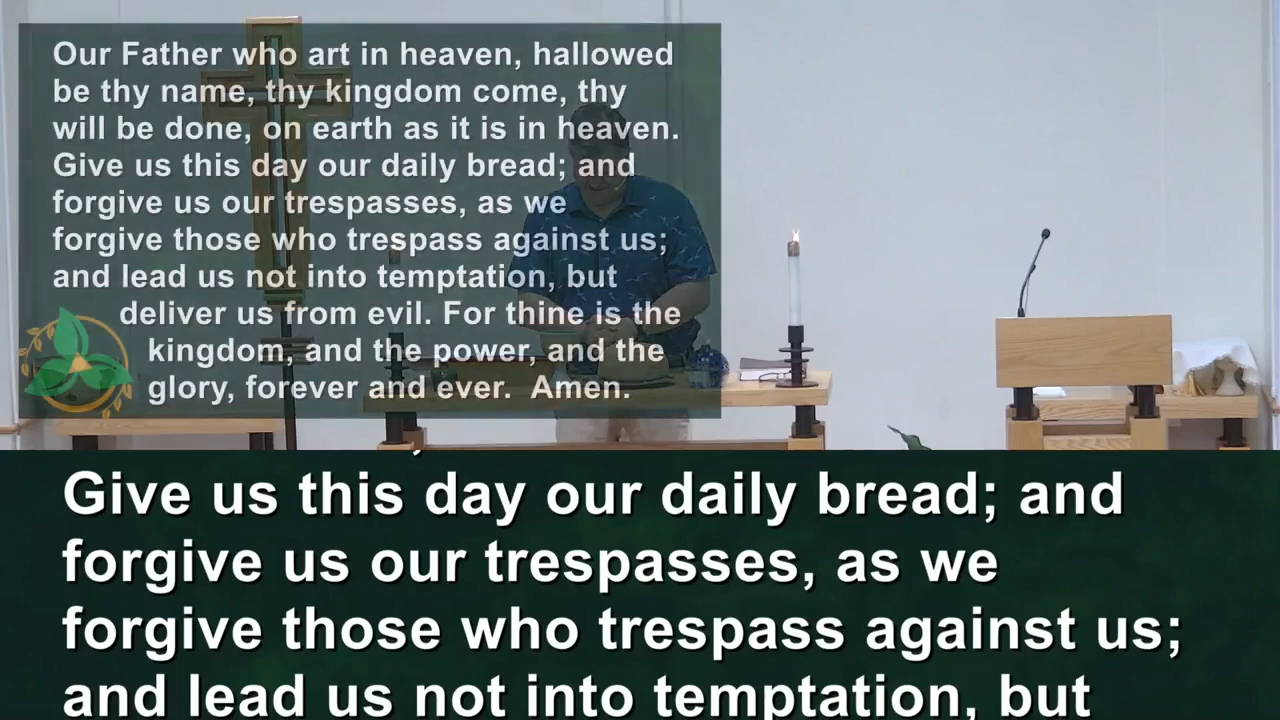 Our Father who art in heaven, hallowed
be thy name, thy kingdom come, thy
will be done, on earth as it is in heaven.
Give us this day our daily bread; and
forgive us our trespasses, as we
forgive those who trespass against us;
and lead us not into temptation, but
deliver us from evil. For thine is the
kingdom, and the power, and the
glory, forever and ever. Amen.
Give us this day our daily bread; and
forgive us our trespasses, as we
forgive those who trespass against us;
and lead us not into temptation, but